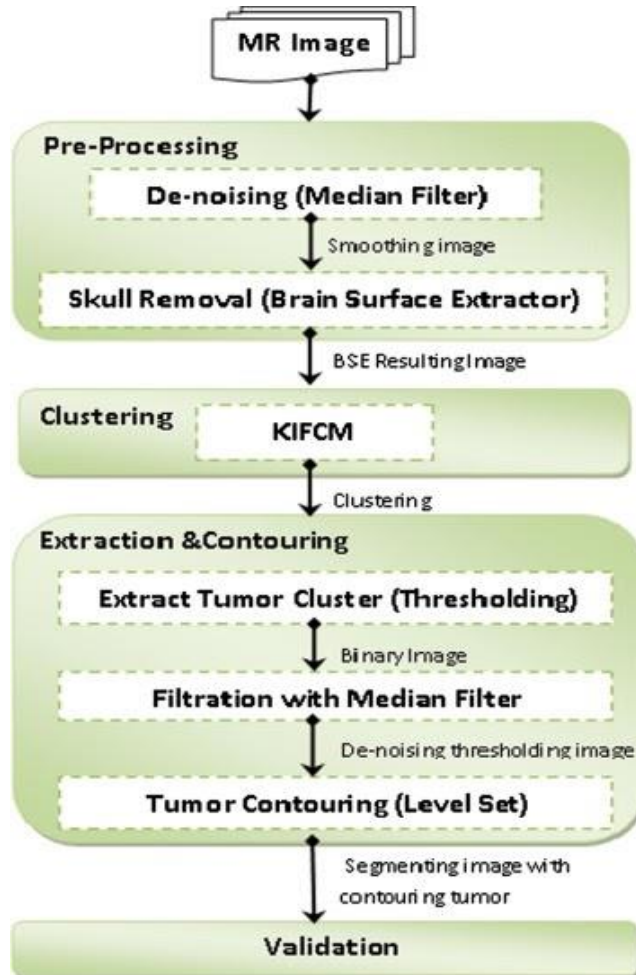 MR Image
Pre-Processing
De-noising (Median Filter)
Smoothing image
Skull Removal (Brain Surface Extractor)
BSE Resulting Image
Clustering
KIFCM
Clustering
Extraction &Contouring
Extract Tumor Cluster (Thresholding)
Binary Image
Filtration with Median Filter
De-noising thresholding image
Tumor Contouring (Level Set)
Segmenting image with
contouring tumor
Validation